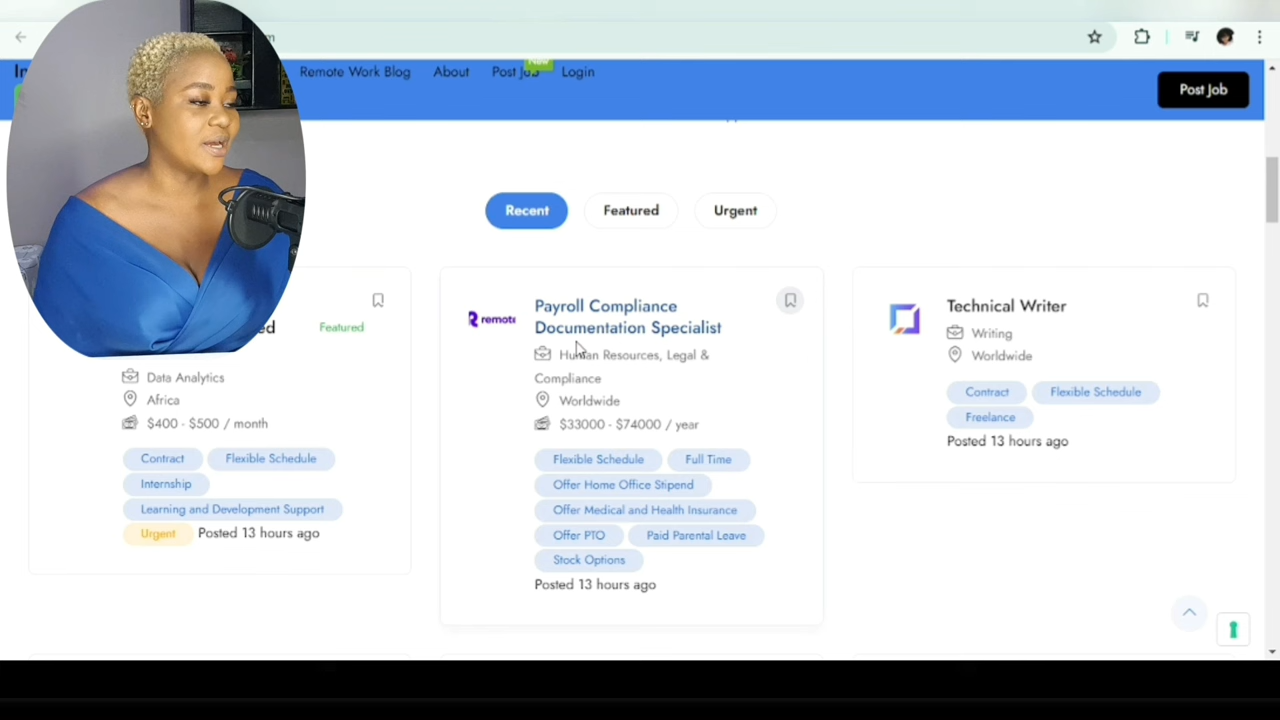 m
In
Remote Work Blog
About
Post Job
New
Login
Post Job
Recent
Featured
Urgent
ed
Featured
Data Analytics
Africa
$400 - $500 / month
Contract
Flexible Schedule
Internship
Learning and Development Support
Urgent
Posted 13 hours ago
remote
Payroll Compliance
Documentation Specialist
Human Resources, Legal &
Compliance
Worldwide
$33000 - $74000 / year
Flexible Schedule
Full Time
Offer Home Office Stipend
Offer Medical and Health Insurance
Offer PTO
Paid Parental Leave
Stock Options
Posted 13 hours ago
Technical Writer
Writing
Worldwide
Contract
Flexible Schedule
Freelance
Posted 13 hours ago